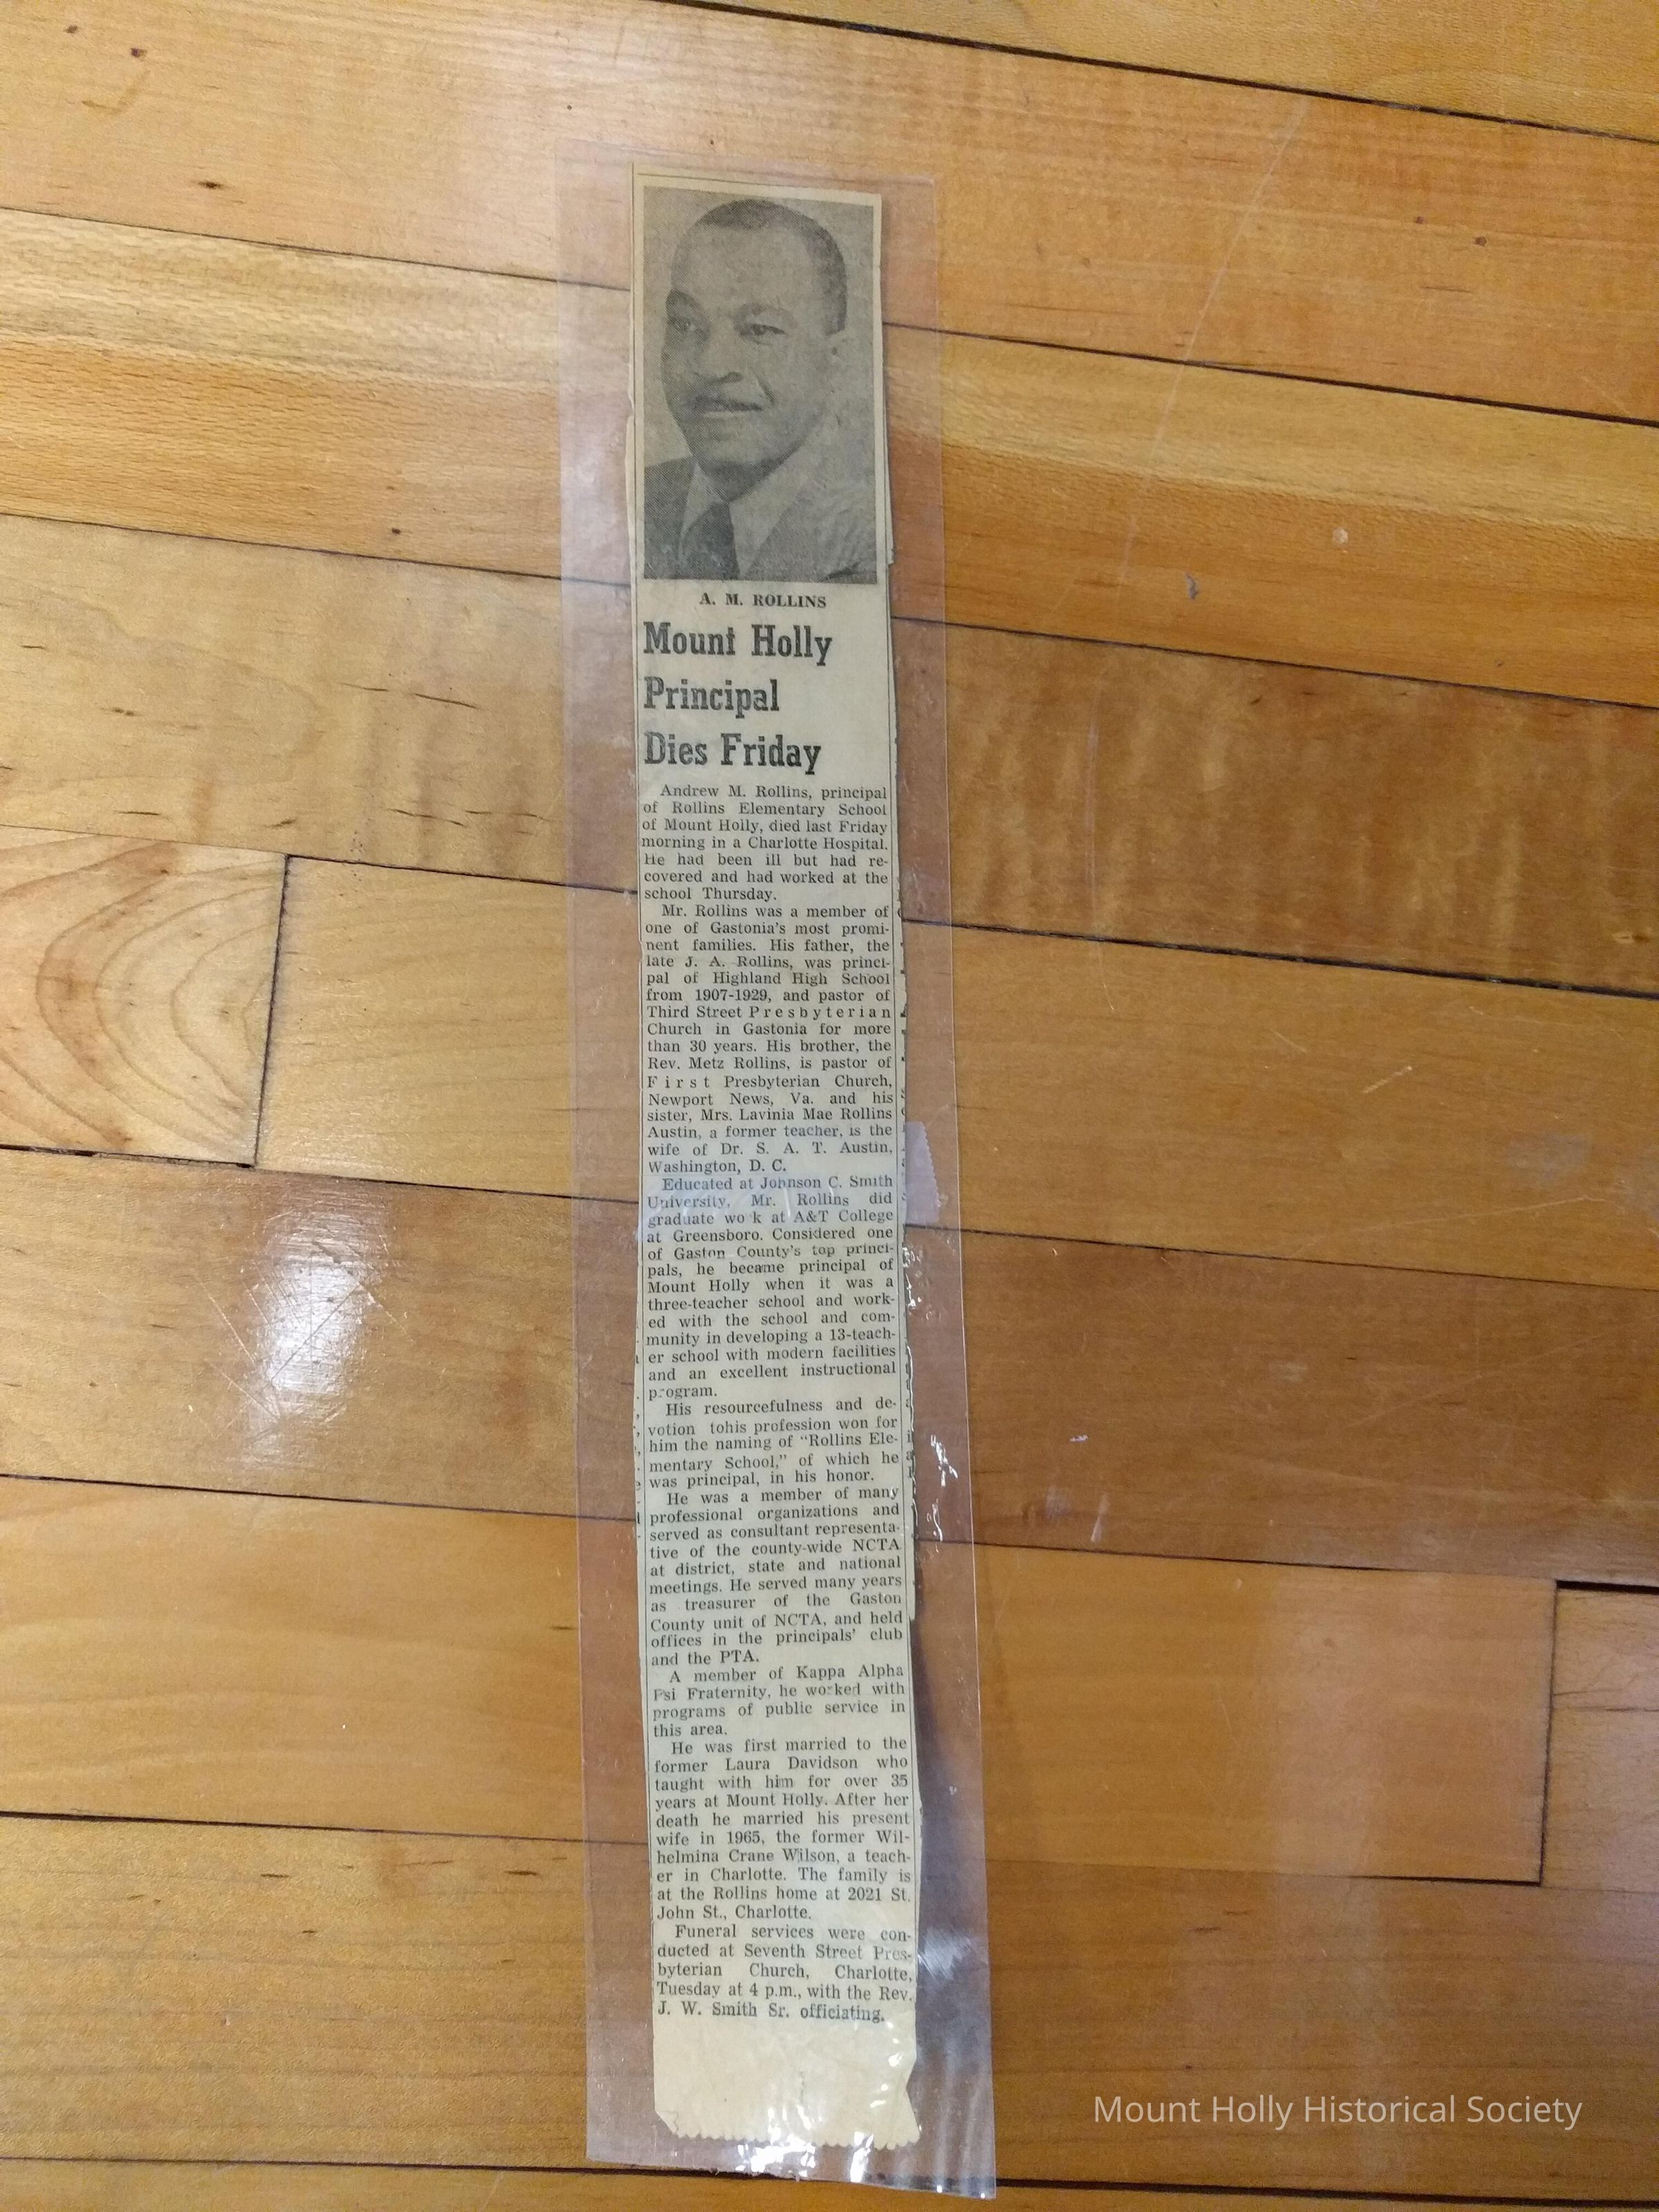 A. M. ROLLINS
Mount Holly
Principal
Dies Friday
Andrew M. Rollins, principal
of Rollins Elementary School
of Mount Holly, died last Friday
morning in a Charlotte Hospital.
He had been ill but had re-
covered and had worked at the
school Thursday.
Mr. Rollins was a member of
one of Gastonia's most promi-
nent families. His father, the
late J. A. Rollins, was princi-
pal of Highland High School
from 1907-1929, and pastor of
Third Street Presbyterian
Church in Gastonia for more
than 30 years. His brother, the
Rev. Metz Rollins, is pastor of
First Presbyterian Church,
Newport News, Va. and his
sister, Mrs. Lavinia Mae Rollins
Austin, a former teacher, is the
wife of Dr. S. A. T. Austin,
Washington, D. C.
Educated at Johnson C. Smith
University, Mr. Rollins did
graduate wo k at A&T College
at Greensboro. Considered one
of Gaston County's top princi-
pals, he became principal of
Mount Holly when it was a
three-teacher school and work-
ed with the school and com-
munity in developing a 13-teach-
er school with modern facilities
and an excellent instructional
program.
His resourcefulness and de-
votion tohis profession won for
him the naming of "Rollins Ele-
mentary School," of which he
was principal, in his honor.
He was a member of many
professional organizations and
served as consultant representa-
tive of the county-wide NCTA
at district, state and national
meetings. He served many years
as treasurer of the Gaston
County unit of NCTA, and held
offices in the principals' club
and the PTA.
A member of Kappa Alpha
Psi Fraternity, he worked with
programs of public service in
this area.
He was first married to the
former Laura Davidson who
taught with him for over 35
years at Mount Holly. After her
death he married his present
wife in 1965, the former Wil-
helmina Crane Wilson, a teach-
er in Charlotte. The family is
at the Rollins home at 2021 St.
John St., Charlotte.
Funeral services were con-
ducted at Seventh Street Pres-
byterian Church, Charlotte,
Tuesday at 4 p.m., with the Rev.
J. W. Smith Sr. officiating.
Mount Holly Historical Society